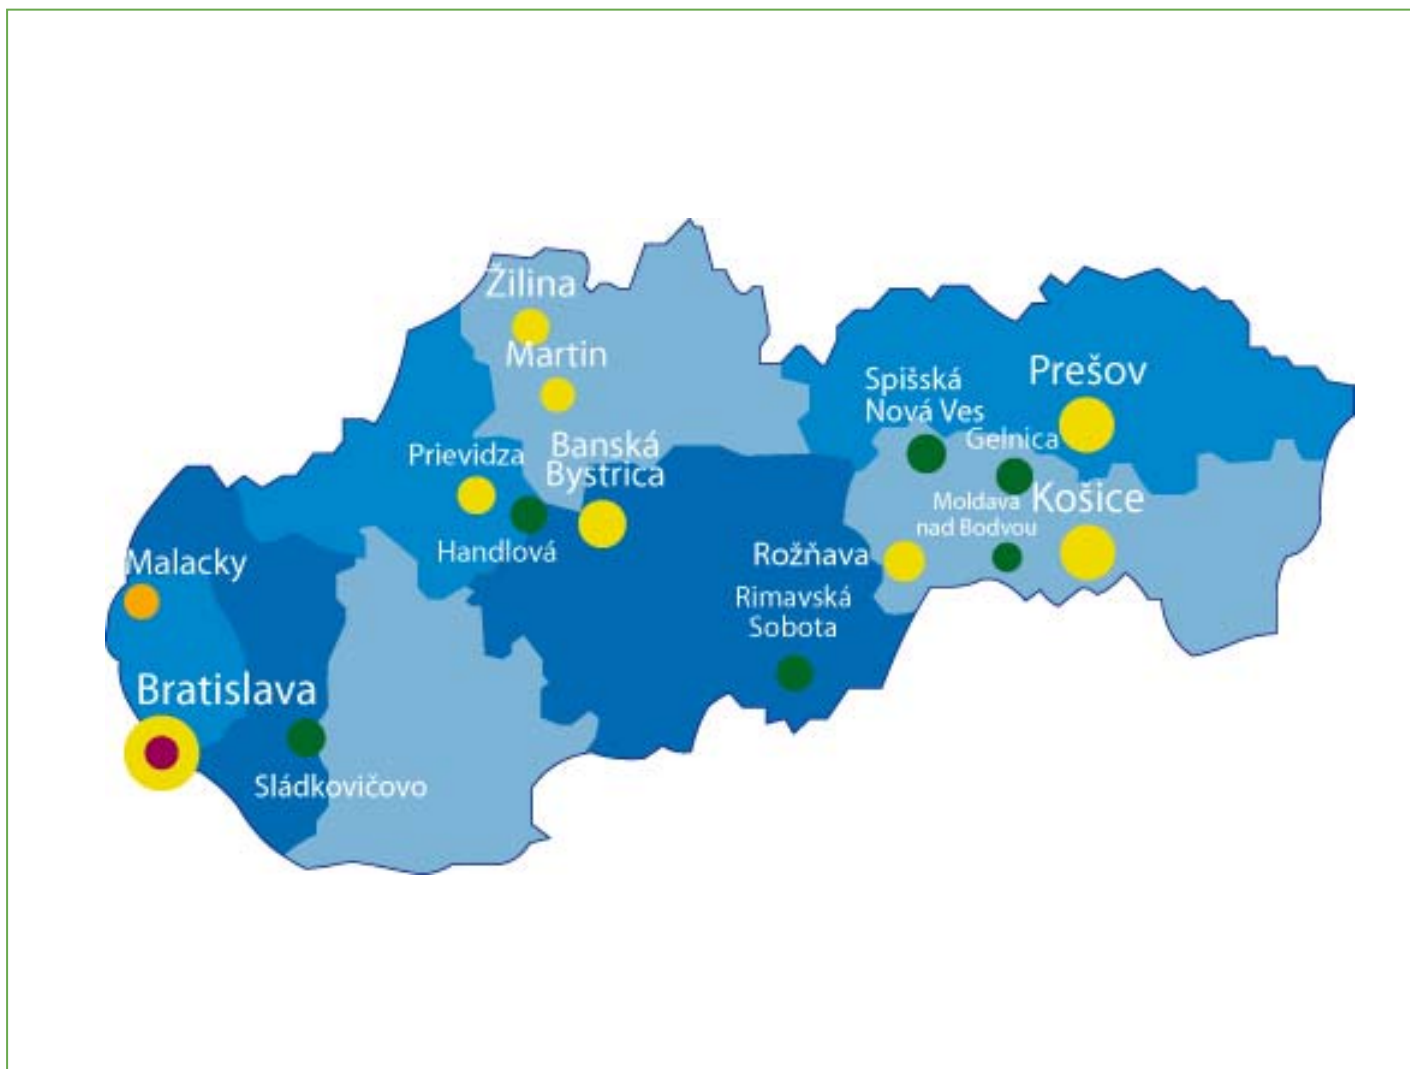 Žilina
Martin
Prešov
Spišská
Nová Ves
Gelnica
Banská
Bystrica
Prievidza
Moldava
nad Bodvou
Košice
Handlová
Rožňava
Malacky
Rimavská
Sobota
Bratislava
Sládkovičovo